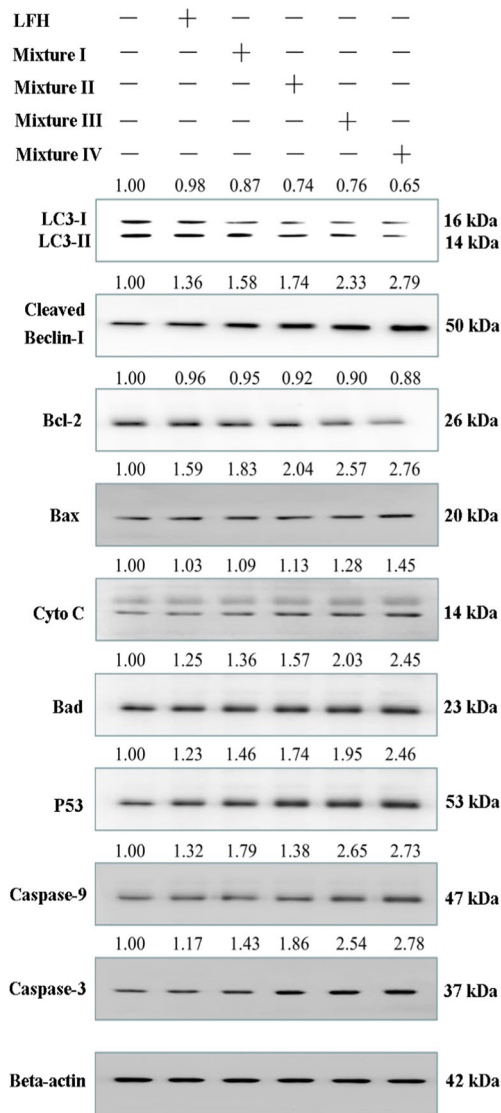 LFH — + — — — —
Mixture I — — + — — —
Mixture II — — — + — —
Mixture III — — — — + —
Mixture IV — — — — — +
1.00 0.98 0.87 0.74 0.76 0.65
LC3-I 16 kDa
LC3-II 14 kDa
1.00 1.36 1.58 1.74 2.33 2.79
Cleaved
Beclin-I 50 kDa
1.00 0.96 0.95 0.92 0.90 0.88
Bcl-2 26 kDa
1.00 1.59 1.83 2.04 2.57 2.76
Bax 20 kDa
1.00 1.03 1.09 1.13 1.28 1.45
Cyto C 14 kDa
1.00 1.25 1.36 1.57 2.03 2.45
Bad 23 kDa
1.00 1.23 1.46 1.74 1.95 2.46
P53 53 kDa
1.00 1.32 1.79 1.38 2.65 2.73
Caspase-9 47 kDa
1.00 1.17 1.43 1.86 2.54 2.78
Caspase-3 37 kDa
Beta-actin 42 kDa